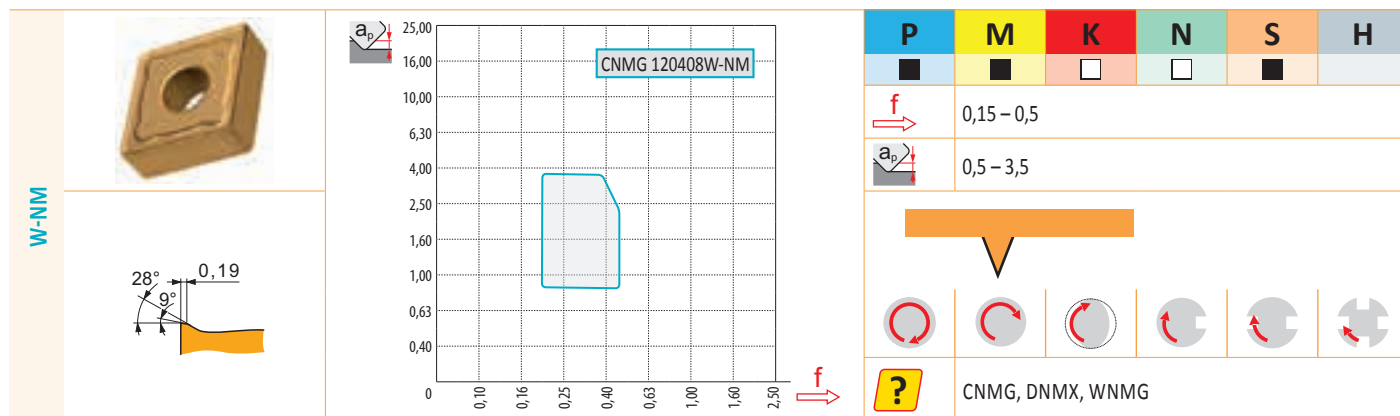 W-NM
28°
9°
0,19
aₚ
25,00
16,00
10,00
6,30
4,00
2,50
1,60
1,00
0,63
0,40
0
0,10
0,16
0,25
0,40
0,63
1,00
1,60
2,50
f
CNMG 120408W-NM
P M K N S H
f 0,15 – 0,5
aₚ 0,5 – 3,5
? CNMG, DNMX, WNMG